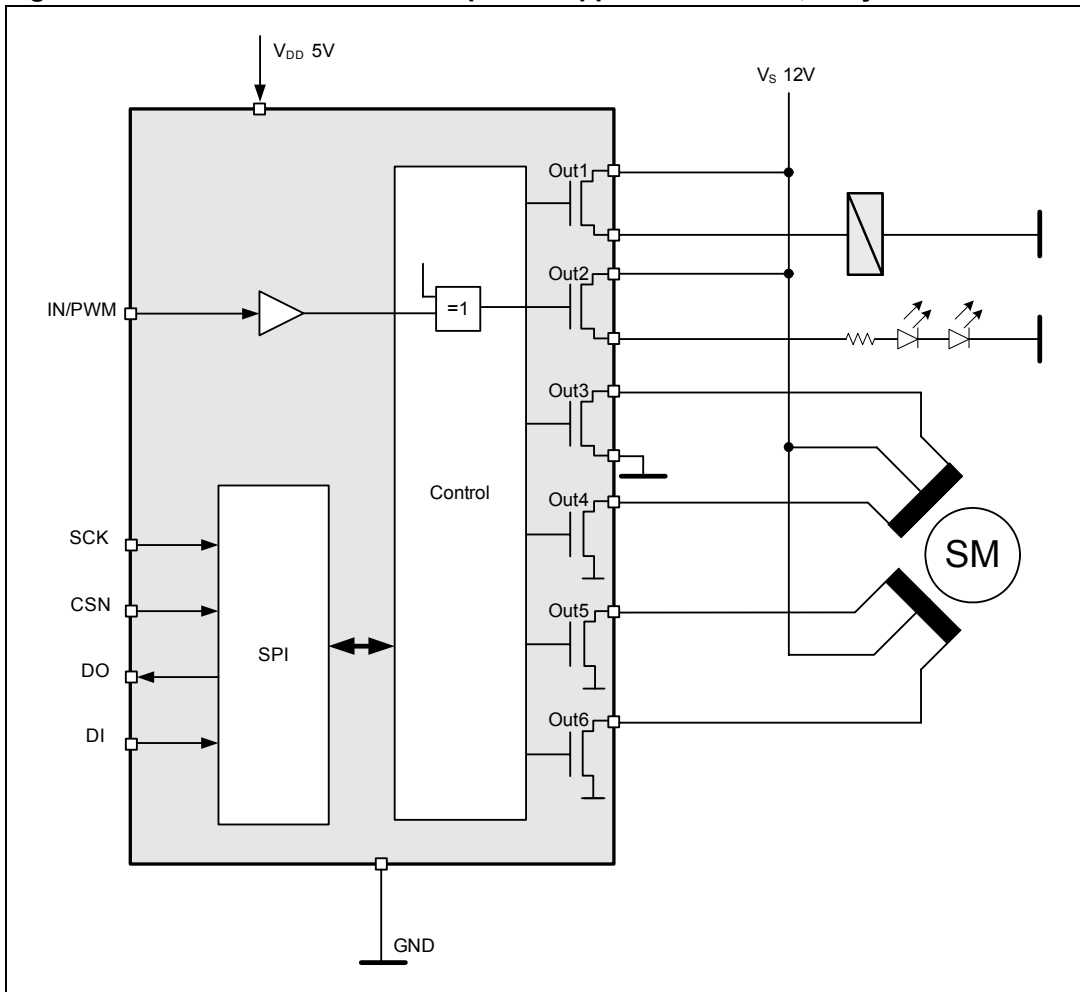 V_DD 5V
V_S 12V
Out1
Out2
IN/PWM
=1
Out3
Control
Out4
SCK
SM
CSN
Out5
SPI
DO
Out6
DI
GND